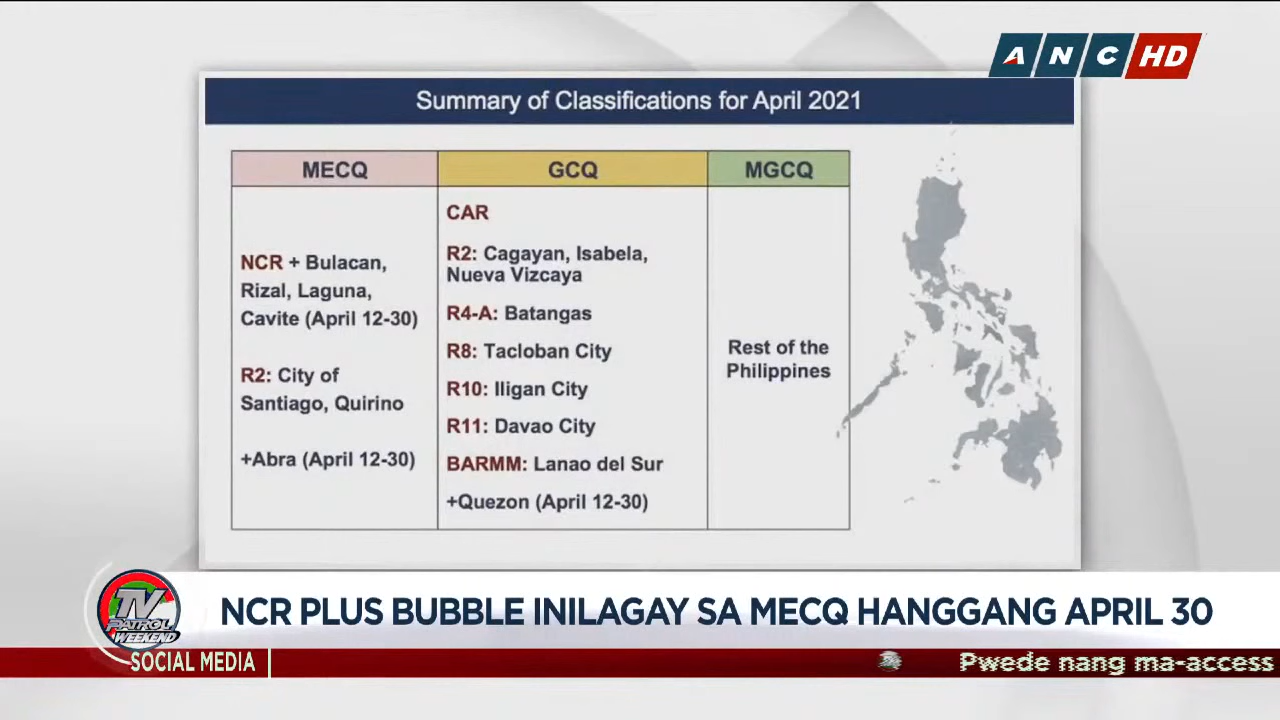 ANC HD
Summary of Classifications for April 2021
MECQ
NCR + Bulacan,
Rizal, Laguna,
Cavite (April 12-30)
R2: City of
Santiago, Quirino
+Abra (April 12-30)
GCQ
CAR
R2: Cagayan, Isabela,
Nueva Vizcaya
R4-A: Batangas
R8: Tacloban City
R10: Iligan City
R11: Davao City
BARMM: Lanao del Sur
+Quezon (April 12-30)
MGCQ
Rest of the
Philippines
TV
PATROL
WEEKEND
NCR PLUS BUBBLE INILAGAY SA MECQ HANGGANG APRIL 30
SOCIAL MEDIA
Pwede nang ma-access